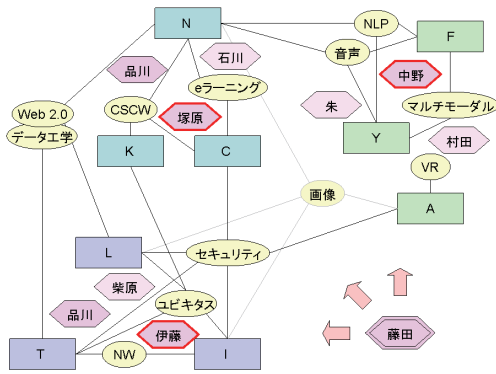 N
NLP
F
石川
音声
品川
中野
eラーニング
CSCW
塚原
朱
マルチモーダル
Web 2.0
データ工学
K
C
Y
村田
VR
画像
A
L
セキュリティ
柴原
品川
ユビキタス
伊藤
藤田
T
NW
I